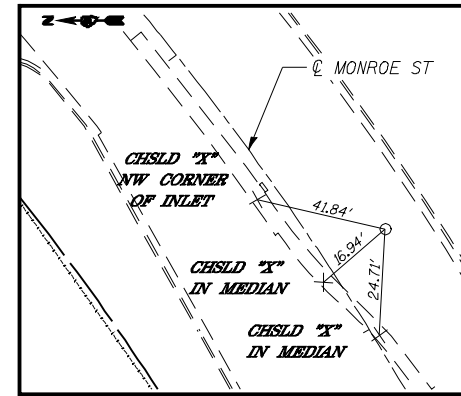 N
℄ MONROE ST
CHSLD "X"
NW CORNER
OF INLET
41.84'
16.94'
24.71'
CHSLD "X"
IN MEDIAN
CHSLD "X"
IN MEDIAN